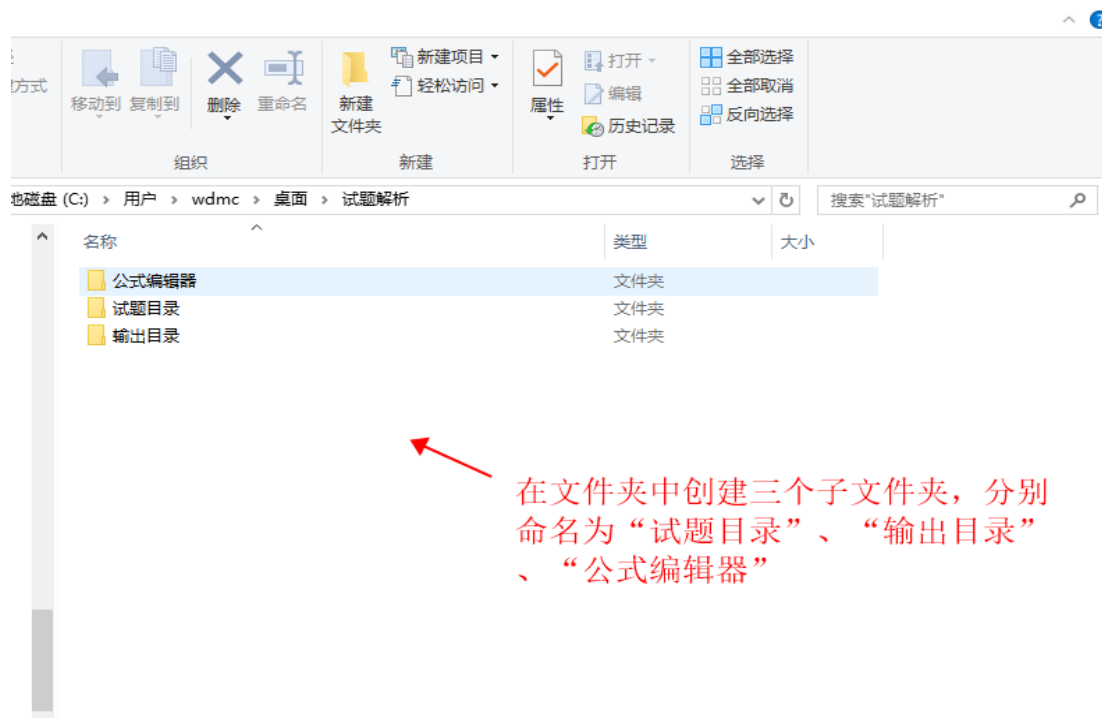 方式
移动到
复制到
删除
重命名
新建
文件夹
新建项目
轻松访问
属性
打开
编辑
历史记录
全部选择
全部取消
反向选择
组织
新建
打开
选择
地磁盘 (C:) › 用户 › wdmc › 桌面 › 试题解析
搜索"试题解析"
名称
类型
大小
公式编辑器
文件夹
试题目录
文件夹
输出目录
文件夹
在文件夹中创建三个子文件夹，分别
命名为“试题目录”、“输出目录”
、“公式编辑器”